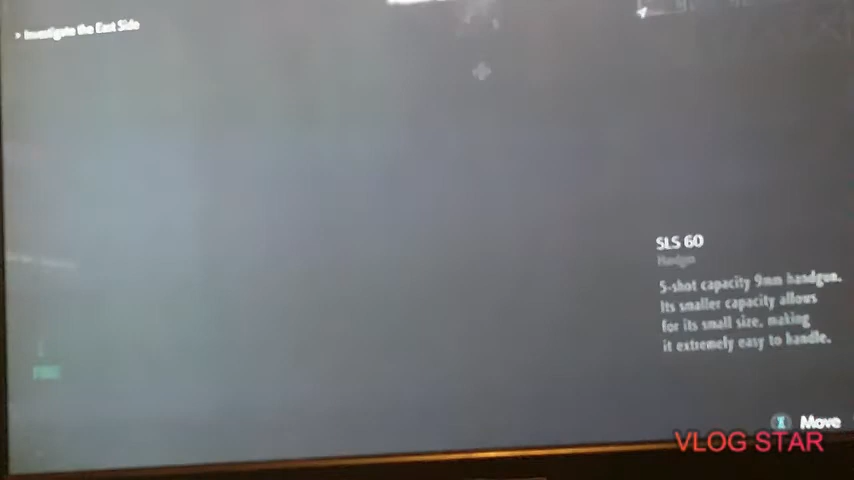 > Investigate the East Side
SLS 60
Handgun
5-shot capacity 9mm handgun.
Its smaller capacity allows
for its small size, making
it extremely easy to handle.
X Move
VLOG STAR